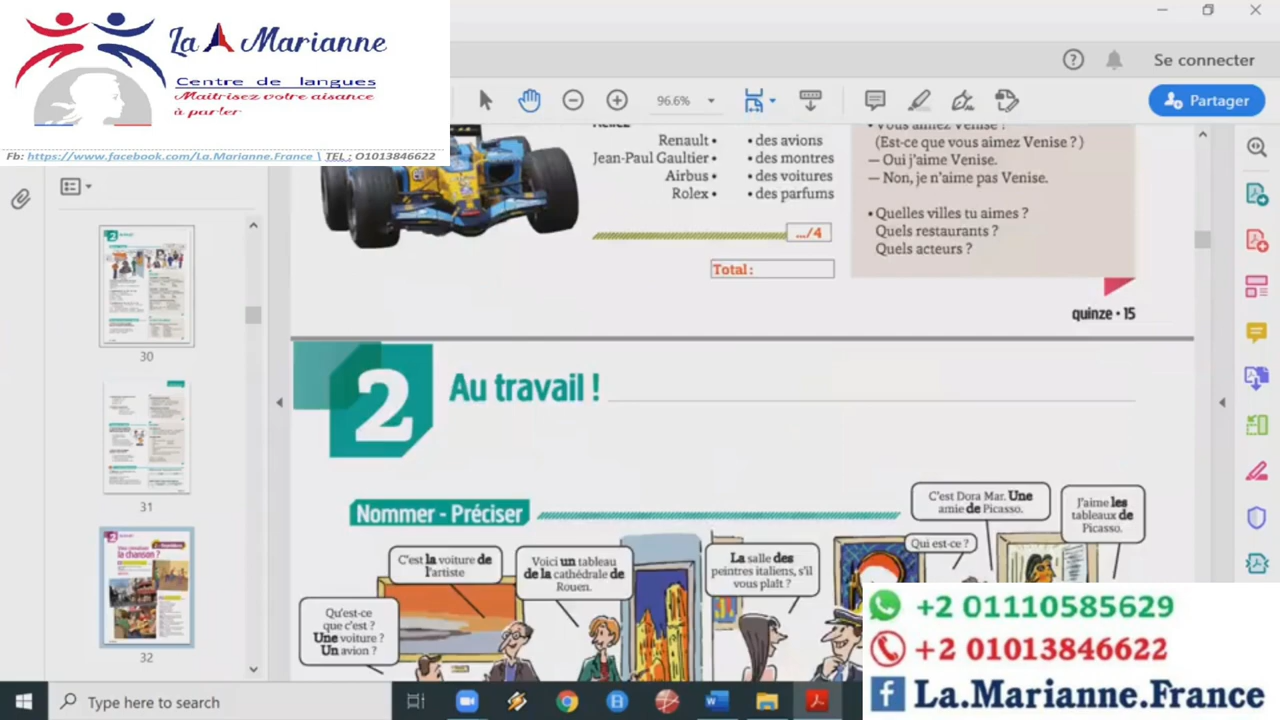 La Marianne
Centre de langues
Maîtrisez votre aisance
à parler
Fb: https://www.facebook.com/La.Marianne.France \ TEL : O1013846622
Se connecter
96.6%
Partager
Reliez
Renault • • des avions
Jean-Paul Gaultier • • des montres
Airbus • • des voitures
Rolex • • des parfums
.../4
Total :
• Vous aimez Venise ?
(Est-ce que vous aimez Venise ?)
— Oui j'aime Venise.
— Non, je n'aime pas Venise.
• Quelles villes tu aimes ?
Quels restaurants ?
Quels acteurs ?
quinze • 15
30
31
32
2
Au travail !
Nommer - Préciser
Qu'est-ce
que c'est ?
Une voiture ?
Un avion ?
C'est la voiture de
l'artiste
Voici un tableau
de la cathédrale de
Rouen.
La salle des
peintres italiens, s'il
vous plaît ?
Qui est-ce ?
C'est Dora Mar. Une
amie de Picasso.
J'aime les
tableaux de
Picasso.
+2 01110585629
+2 01013846622
La.Marianne.France
Type here to search